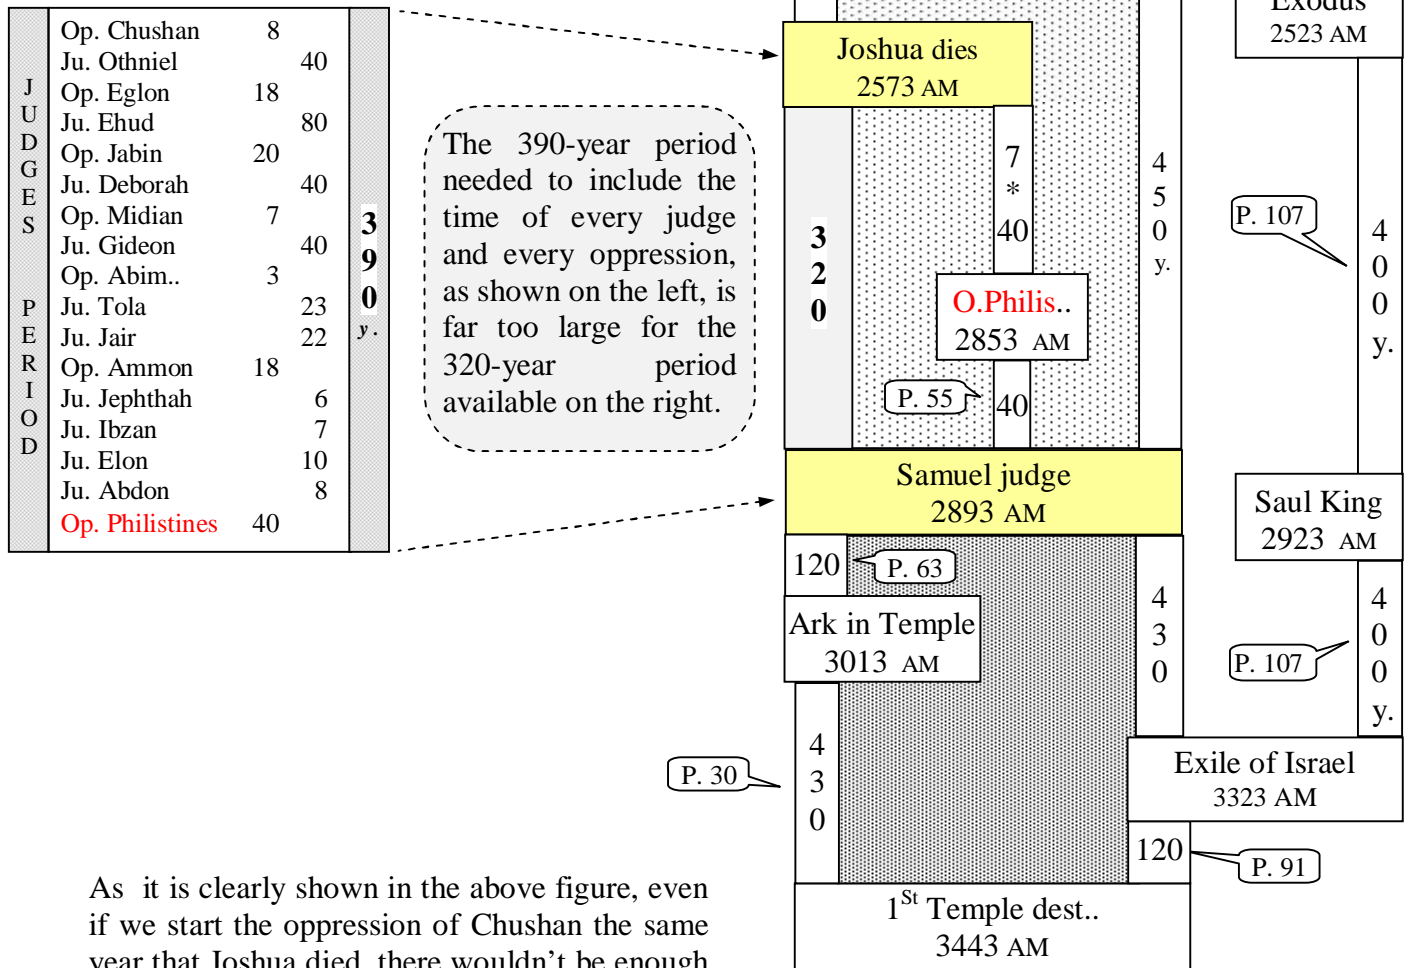 JUDGES PERIOD
Op. Chushan 8
Ju. Othniel 40
Op. Eglon 18
Ju. Ehud 80
Op. Jabin 20
Ju. Deborah 40
Op. Midian 7
Ju. Gideon 40
Op. Abim.. 3
Ju. Tola 23
Ju. Jair 22
Op. Ammon 18
Ju. Jephthah 6
Ju. Ibzan 7
Ju. Elon 10
Ju. Abdon 8
Op. Philistines 40
390
y.
The 390-year period
needed to include the
time of every judge
and every oppression,
as shown on the left, is
far too large for the
320-year period
available on the right.
Joshua dies
2573 AM
320
7
*
40
O.Philis..
2853 AM
P. 55
40
450
y.
Samuel judge
2893 AM
120
P. 63
Ark in Temple
3013 AM
430
P. 30
430
Exodus
2523 AM
P. 107
400
y.
Saul King
2923 AM
P. 107
400
y.
Exile of Israel
3323 AM
120
P. 91
1St Temple dest..
3443 AM
As it is clearly shown in the above figure, even
if we start the oppression of Chushan the same
year that Joshua died, there wouldn't be enough